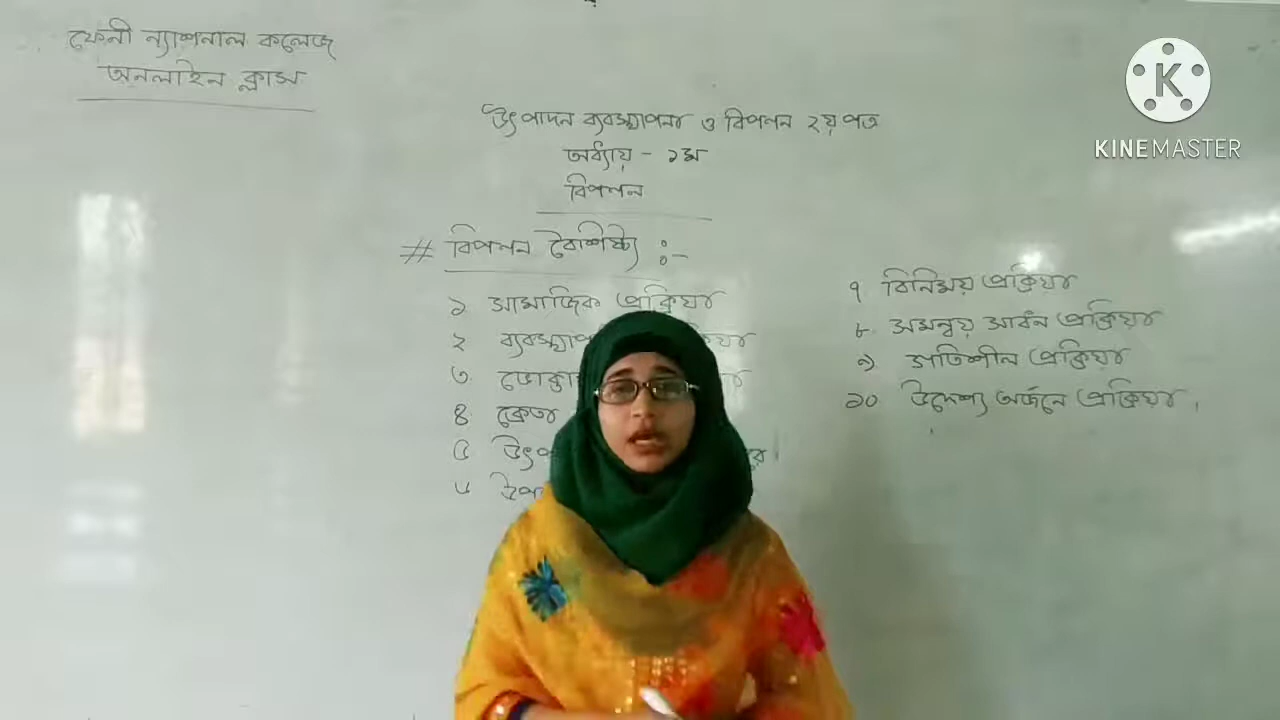 ফেনী ন্যাশনাল কলেজ
অনলাইন ক্লাস
KINEMASTER
উৎপাদন ব্যবস্থাপনা ও বিপণন ২য় পত্র
অধ্যায় - ১ম
বিপণন
# বিপণন বৈশিষ্ট্য :-
১ সামাজিক প্রক্রিয়া
২
৩
৪ ক্রেতা
৫
৬
৭ বিনিময় প্রক্রিয়া
৮ সমন্বয় সাধন প্রক্রিয়া
৯ গতিশীল প্রক্রিয়া
১০ উদ্দেশ্য অর্জনে প্রক্রিয়া